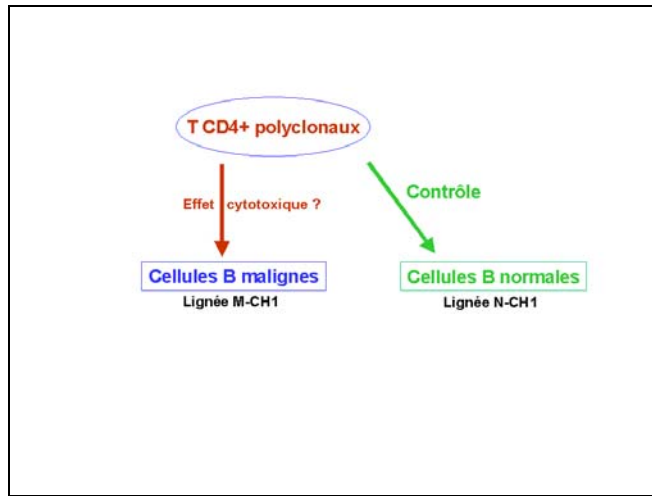 T CD4+ polyclonaux
Effet cytotoxique ?
Contrôle
Cellules B malignes
Lignée M-CH1
Cellules B normales
Lignée N-CH1